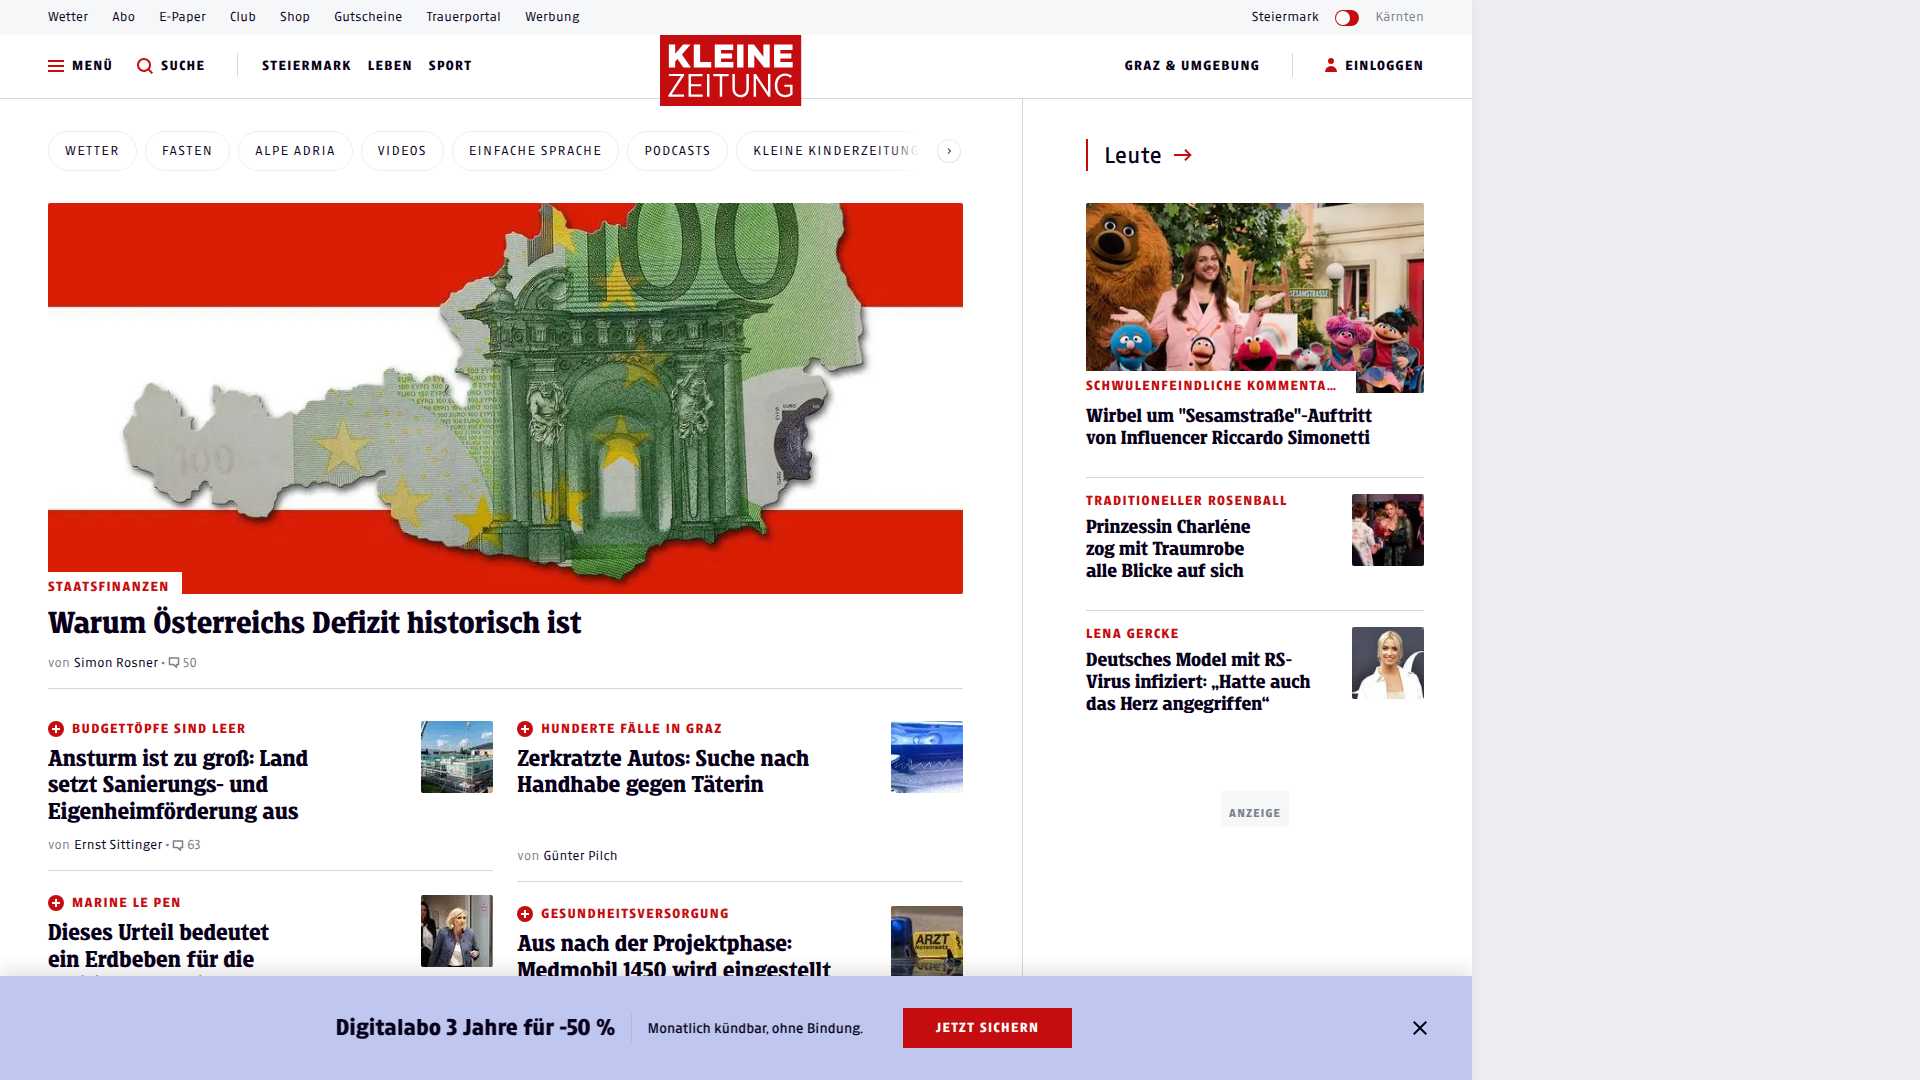 Wetter Abo E-Paper Club Shop Gutscheine Trauerportal Werbung Steiermark Kärnten
MENÜ SUCHE STEIERMARK LEBEN SPORT KLEINE ZEITUNG GRAZ & UMGEBUNG EINLOGGEN
WETTER FASTEN ALPE ADRIA VIDEOS EINFACHE SPRACHE PODCASTS KLEINE KINDERZEITUNG
100
100
STAATSFINANZEN
Warum Österreichs Defizit historisch ist
von Simon Rosner · 50
BUDGETTÖPFE SIND LEER
Ansturm ist zu groß: Land
setzt Sanierungs- und
Eigenheimförderung aus
von Ernst Sittinger · 63
HUNDERTE FÄLLE IN GRAZ
Zerkratzte Autos: Suche nach
Handhabe gegen Täterin
von Günter Pilch
MARINE LE PEN
Dieses Urteil bedeutet
ein Erdbeben für die
GESUNDHEITSVERSORGUNG
Aus nach der Projektphase:
Medmobil 1450 wird eingestellt
ARZT
Leute
SESAMSTRASSE
SCHWULENFEINDLICHE KOMMENTA...
Wirbel um "Sesamstraße"-Auftritt
von Influencer Riccardo Simonetti
TRADITIONELLER ROSENBALL
Prinzessin Charléne
zog mit Traumrobe
alle Blicke auf sich
LENA GERCKE
Deutsches Model mit RS-
Virus infiziert: „Hatte auch
das Herz angegriffen“
ANZEIGE
Digitalabo 3 Jahre für -50 % Monatlich kündbar, ohne Bindung. JETZT SICHERN